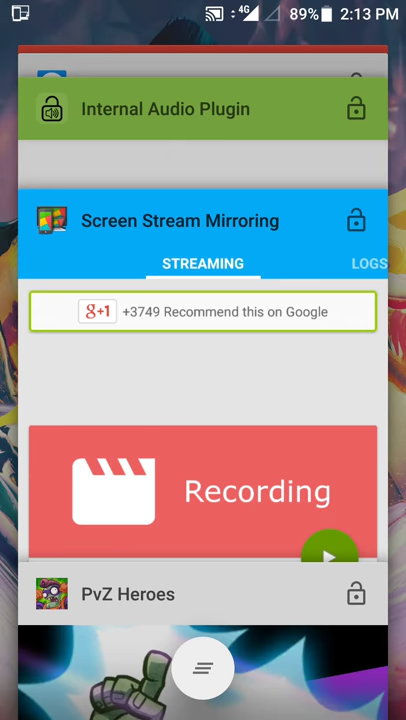 4G 89% 2:13 PM
Internal Audio Plugin
Screen Stream Mirroring
STREAMING LOGS
g+1 +3749 Recommend this on Google
Recording
PvZ Heroes